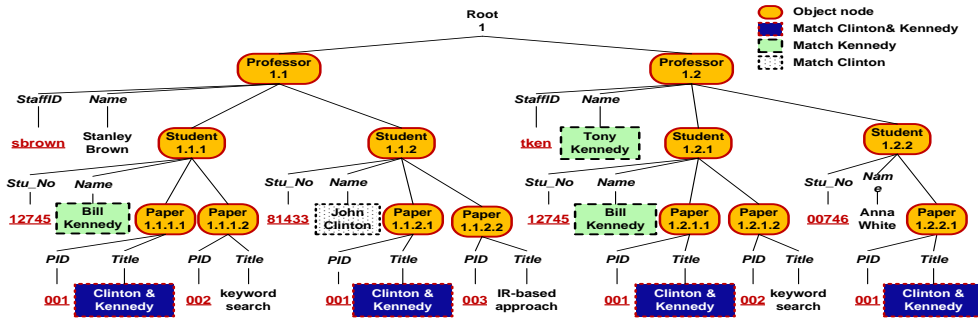 Root
1
Object node
Match Clinton& Kennedy
Match Kennedy
Match Clinton
Professor
1.1
Professor
1.2
StaffID
Name
StaffID
Name
sbrown
Stanley
Brown
Student
1.1.1
Student
1.1.2
tken
Tony
Kennedy
Student
1.2.1
Student
1.2.2
Stu_No
Name
Stu_No
Name
Stu_No
Name
Stu_No
Nam
e
12745
Bill
Kennedy
Paper
1.1.1.1
Paper
1.1.1.2
81433
John
Clinton
Paper
1.1.2.1
Paper
1.1.2.2
12745
Bill
Kennedy
Paper
1.2.1.1
Paper
1.2.1.2
00746
Anna
White
Paper
1.2.2.1
PID
Title
PID
Title
PID
Title
PID
Title
PID
Title
PID
Title
PID
Title
001
Clinton &
Kennedy
002
keyword
search
001
Clinton &
Kennedy
003
IR-based
approach
001
Clinton &
Kennedy
002
keyword
search
001
Clinton &
Kennedy